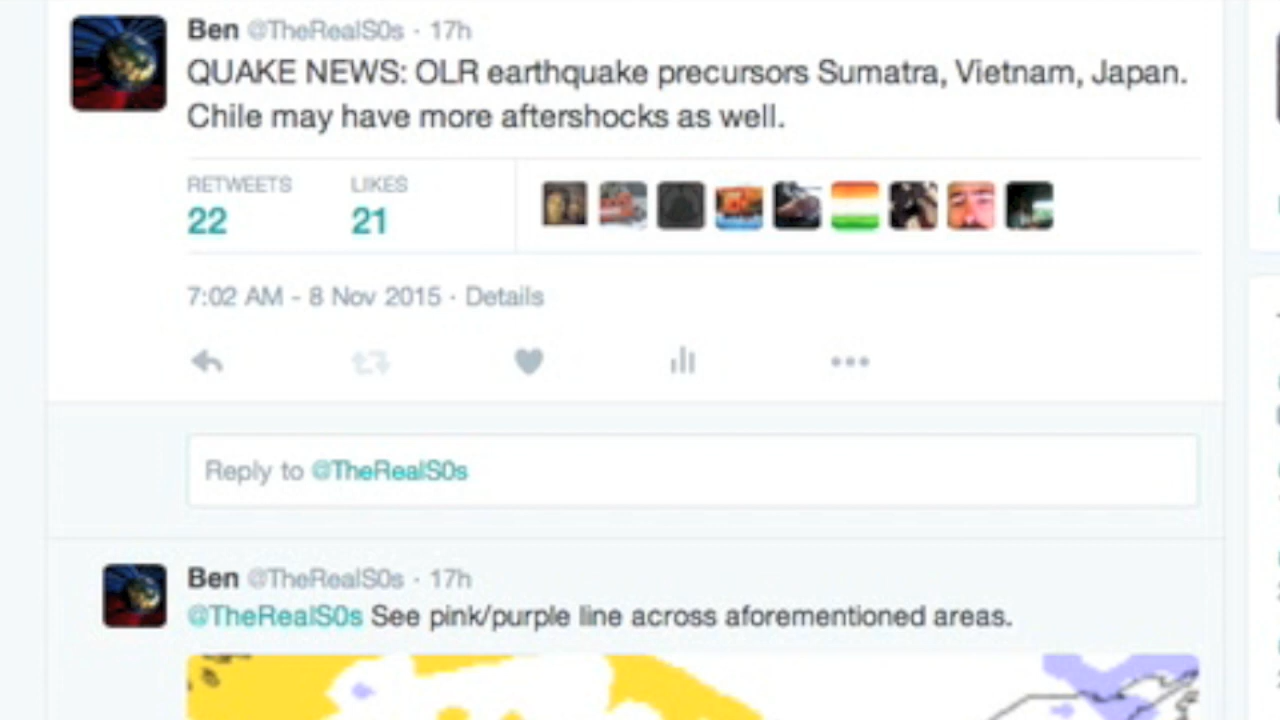 Ben @TheRealS0s · 17h
QUAKE NEWS: OLR earthquake precursors Sumatra, Vietnam, Japan.
Chile may have more aftershocks as well.
RETWEETS LIKES
22 21
7:02 AM - 8 Nov 2015 · Details
Reply to @TheRealS0s
Ben @TheRealS0s · 17h
@TheRealS0s See pink/purple line across aforementioned areas.